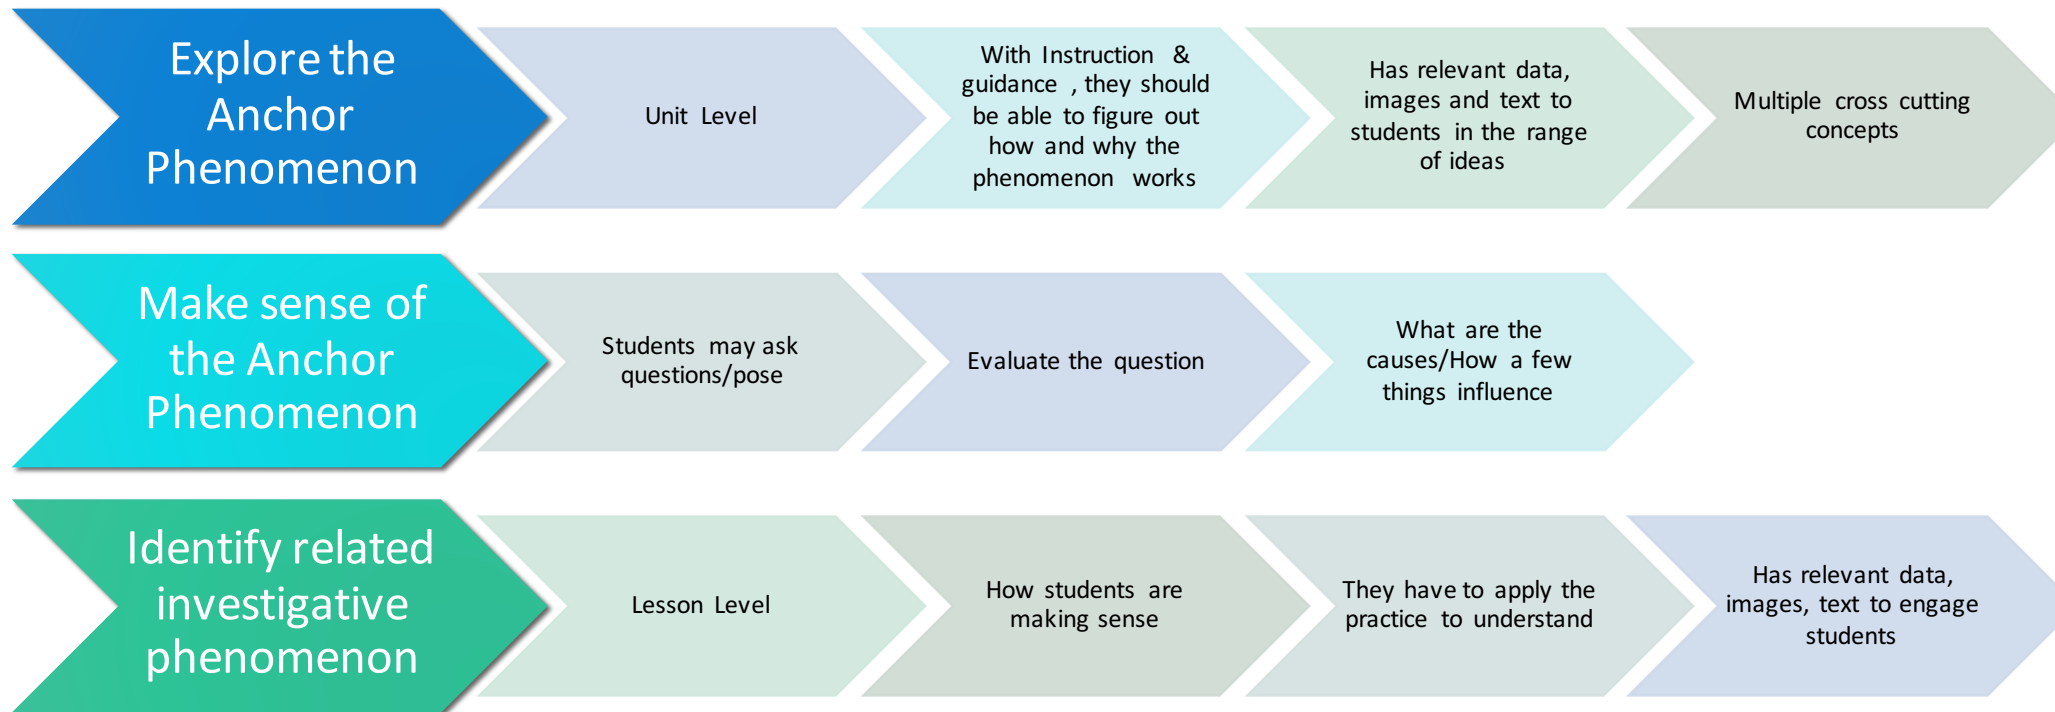 Explore the
Anchor
Phenomenon
Unit Level
With Instruction &
guidance , they should
be able to figure out
how and why the
phenomenon works
Has relevant data,
images and text to
students in the range
of ideas
Multiple cross cutting
concepts
Make sense of
the Anchor
Phenomenon
Students may ask
questions/pose
Evaluate the question
What are the
causes/How a few
things influence
Identify related
investigative
phenomenon
Lesson Level
How students are
making sense
They have to apply the
practice to understand
Has relevant data,
images, text to engage
students